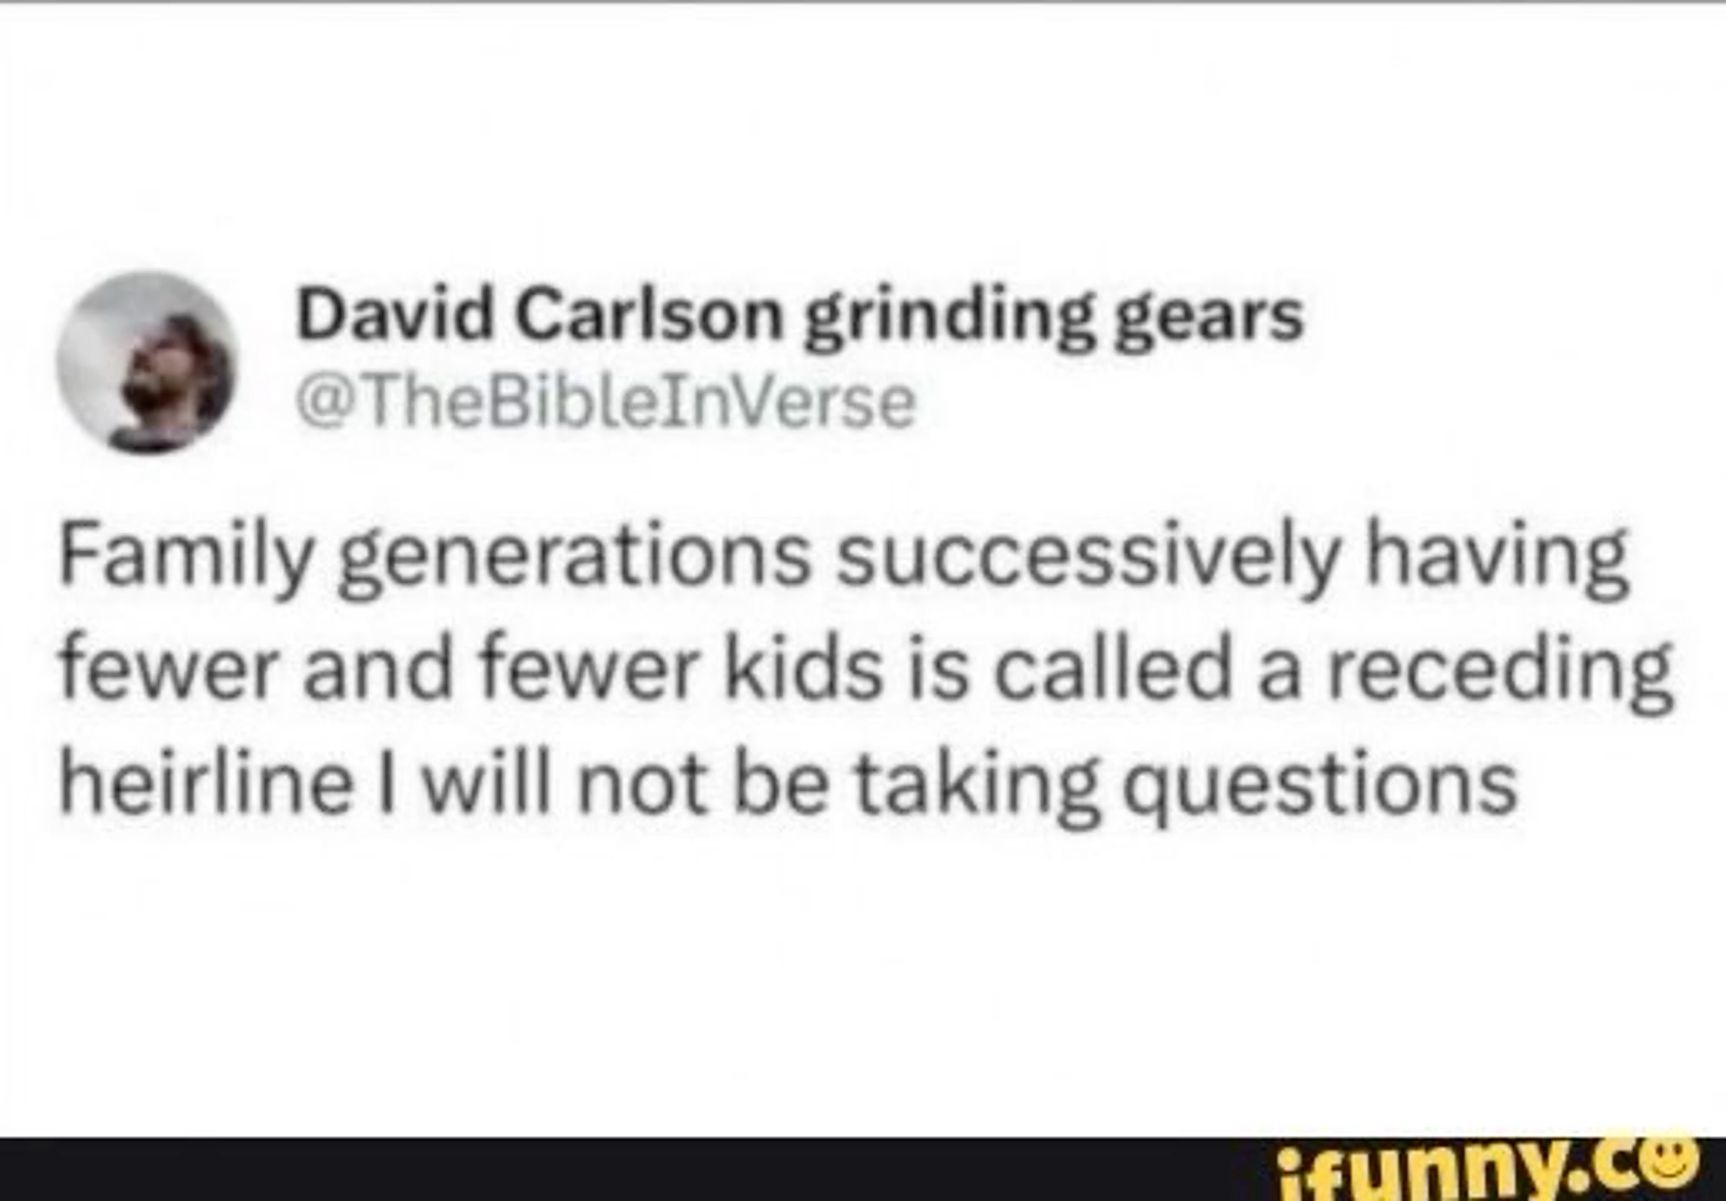 David Carlson grinding gears
@TheBibleInVerse
Family generations successively having
fewer and fewer kids is called a receding
heirline I will not be taking questions
ifunny.co